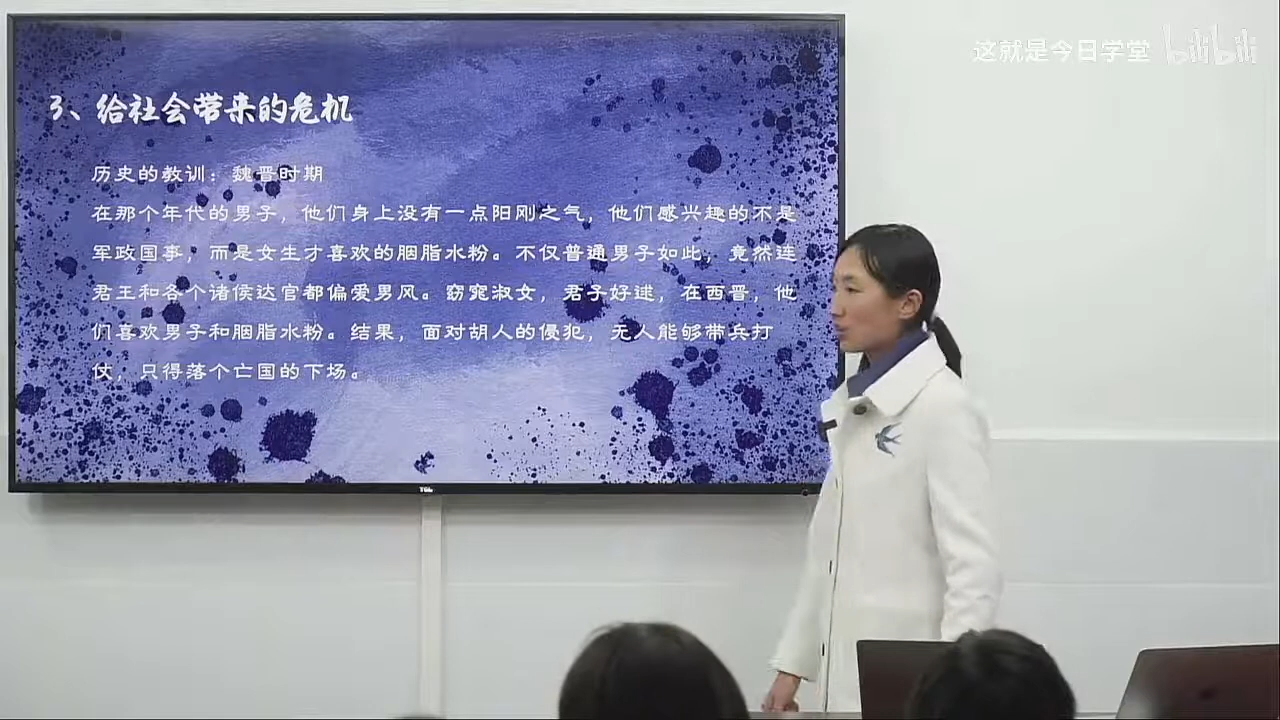 这就是今日学堂 bilibili
3、给社会带来的危机
历史的教训：魏晋时期
在那个年代的男子，他们身上没有一点阳刚之气，他们感兴趣的不是
军政国事，而是女生才喜欢的胭脂水粉。不仅普通男子如此，竟然连
君王和各个诸侯达官都偏爱男风。窈窕淑女，君子好逑，在西晋，他
们喜欢男子和胭脂水粉。结果，面对胡人的侵犯，无人能够带兵打
仗，只得落个亡国的下场。
TCL